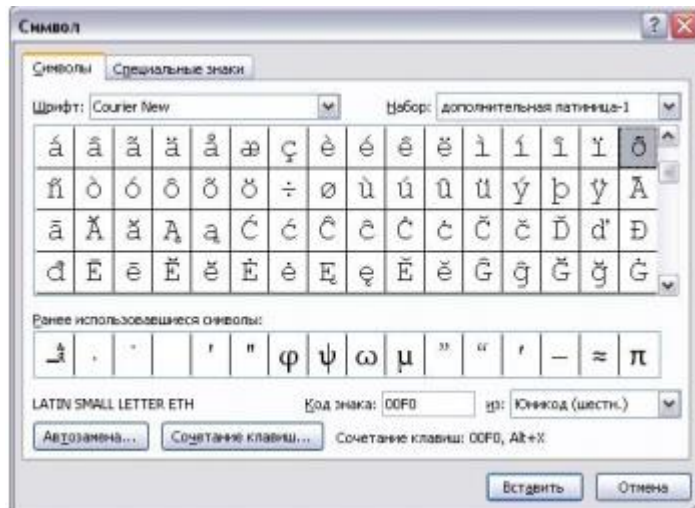 Символ
Символы Специальные знаки
Шрифт: Courier New Набор: дополнительная латиница-1
á â ã ä å æ ç è é ê ë ì í î ï ð
ñ ò ó ô õ ö ÷ ø ù ú û ü ý þ ÿ Ā
ā Ă ă Ą ą Ć ć Ĉ ĉ Ċ ċ Č č Ď ď Đ
đ Ē ē Ĕ ĕ Ė ė Ę ę Ě ě Ĝ ĝ Ğ ğ Ġ
Ранее использовавшиеся символы:
φ ψ ω μ ” “ ′ – ≈ π
LATIN SMALL LETTER ETH Код знака: 00F0 из: Юникод (шестн.)
Автозамена... Сочетание клавиш... Сочетание клавиш: 00F0, Alt+X
Вставить Отмена